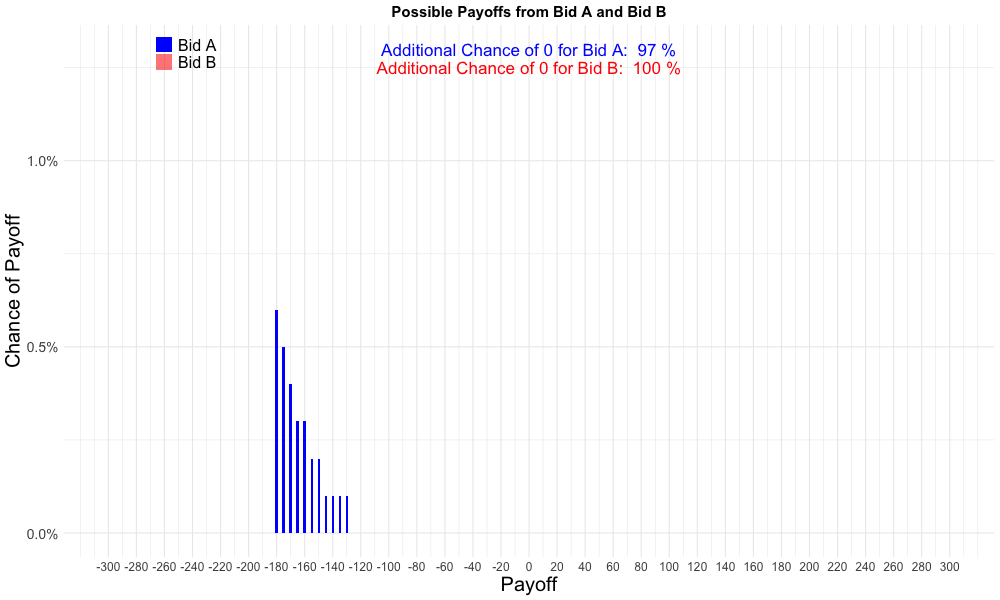 Possible Payoffs from Bid A and Bid B
Bid A
Bid B
Additional Chance of 0 for Bid A:  97 %
Additional Chance of 0 for Bid B:  100 %
Chance of Payoff
1.0%
0.5%
0.0%
-300 -280 -260 -240 -220 -200 -180 -160 -140 -120 -100 -80 -60 -40 -20 0 20 40 60 80 100 120 140 160 180 200 220 240 260 280 300
Payoff